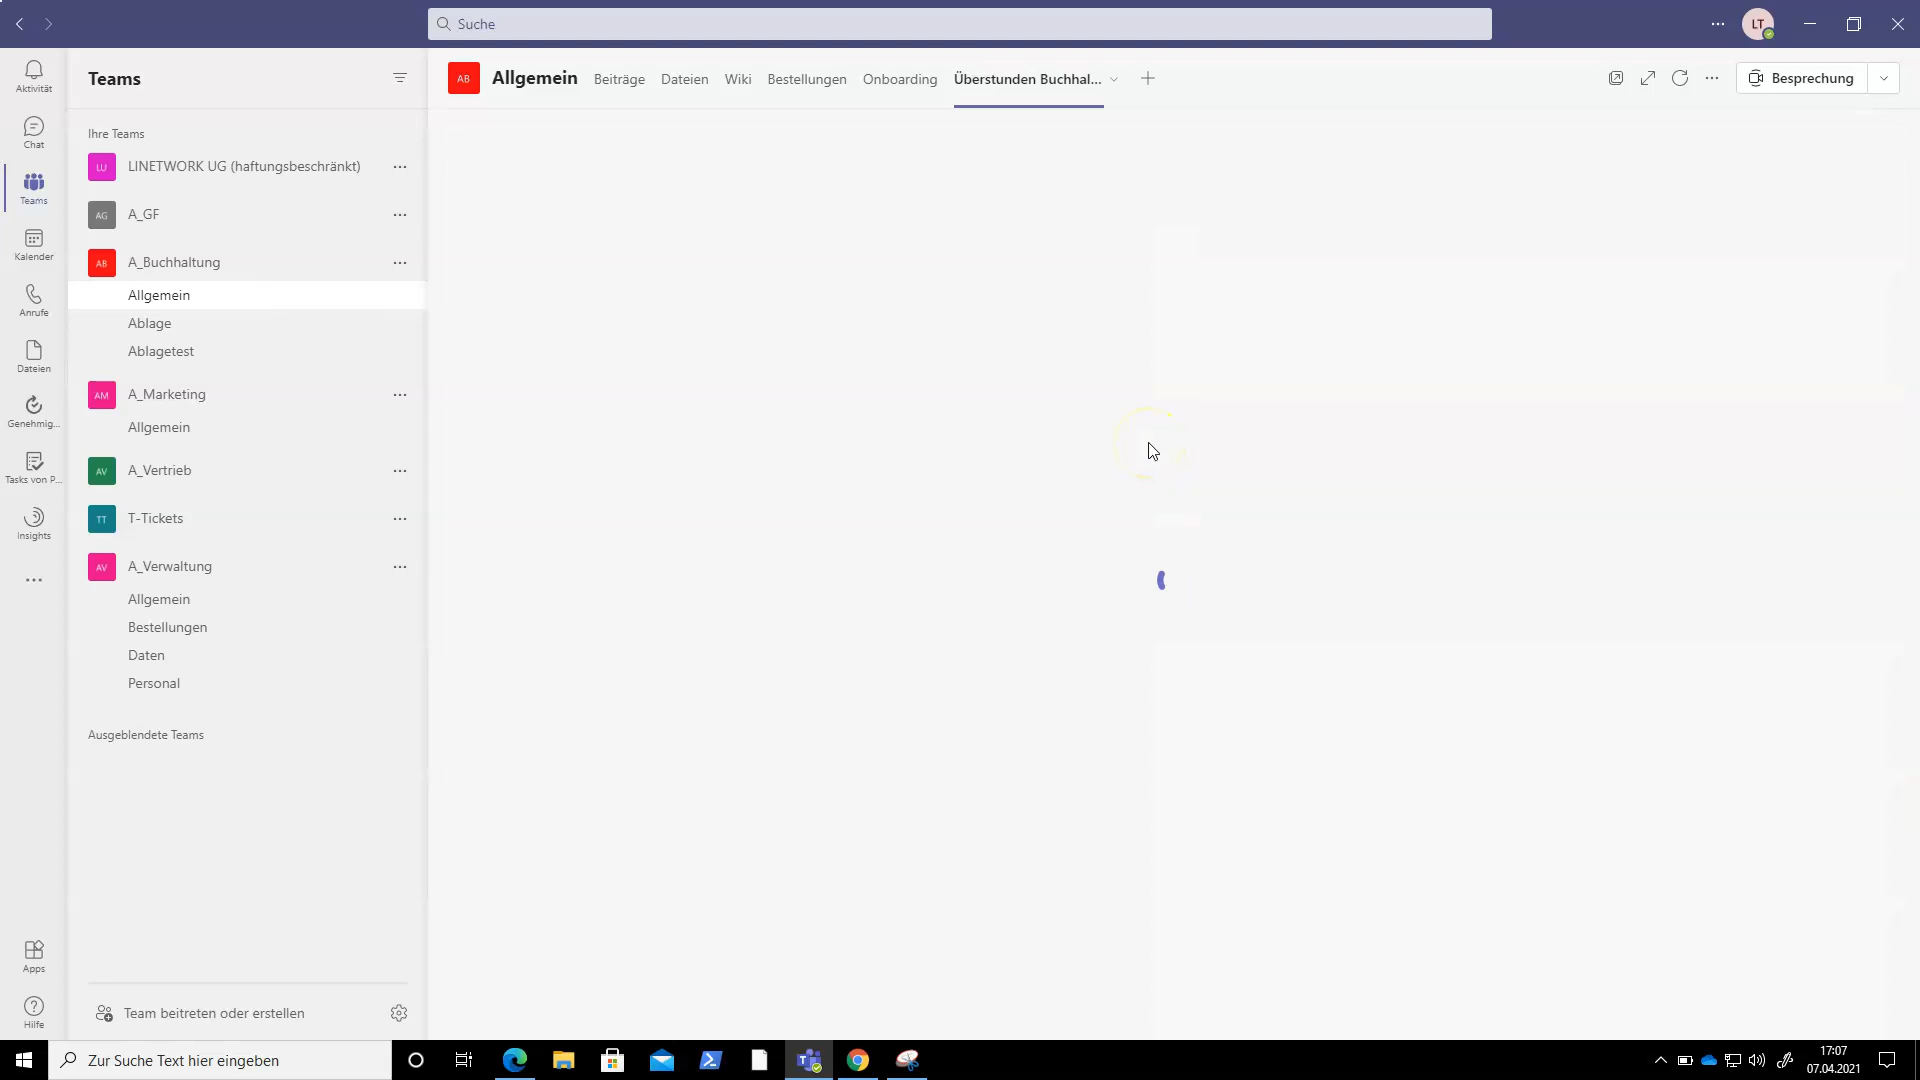 Suche
LT
Aktivität
Chat
Teams
Kalender
Anrufe
Dateien
Genehmig...
Tasks von P...
Insights
Apps
Hilfe
Teams
Ihre Teams
LU LINETWORK UG (haftungsbeschränkt)
AG A_GF
AB A_Buchhaltung
Allgemein
Ablage
Ablagetest
AM A_Marketing
Allgemein
AV A_Vertrieb
TT T-Tickets
AV A_Verwaltung
Allgemein
Bestellungen
Daten
Personal
Ausgeblendete Teams
Team beitreten oder erstellen
AB Allgemein Beiträge Dateien Wiki Bestellungen Onboarding Überstunden Buchhal... Besprechung
Zur Suche Text hier eingeben
17:07
07.04.2021